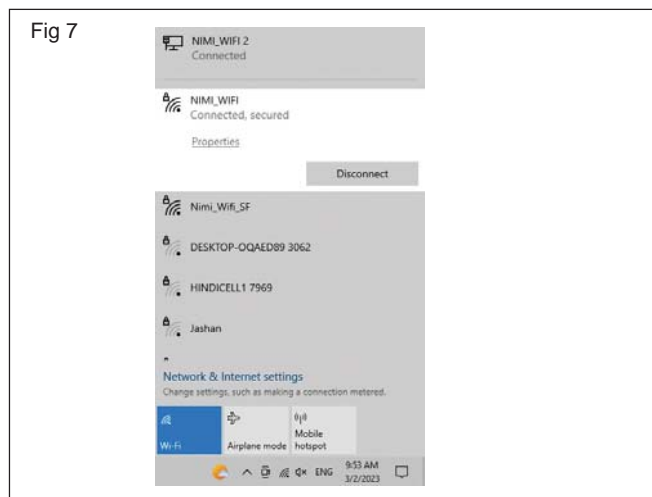 Fig 7
NIMI_WIFI 2
Connected
NIMI_WIFI
Connected, secured
Properties
Disconnect
Nimi_Wifi_SF
DESKTOP-OQAED89 3062
HINDICELL1 7969
Jashan
Network & Internet settings
Change settings, such as making a connection metered.
Wi-Fi
Airplane mode
Mobile
hotspot
ENG
9:53 AM
3/2/2023